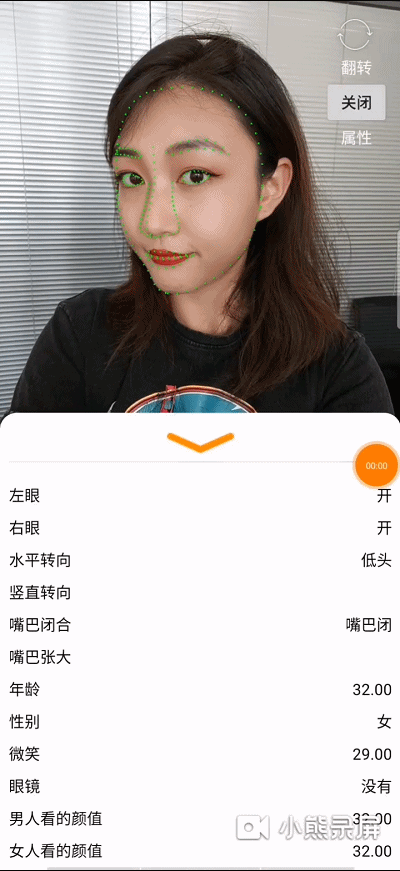 翻转
关闭
属性
00:00
左眼 开
右眼 开
水平转向 低头
竖直转向
嘴巴闭合 嘴巴闭
嘴巴张大
年龄 32.00
性别 女
微笑 29.00
眼镜 没有
男人看的颜值 32.00
小熊录屏
女人看的颜值 32.00